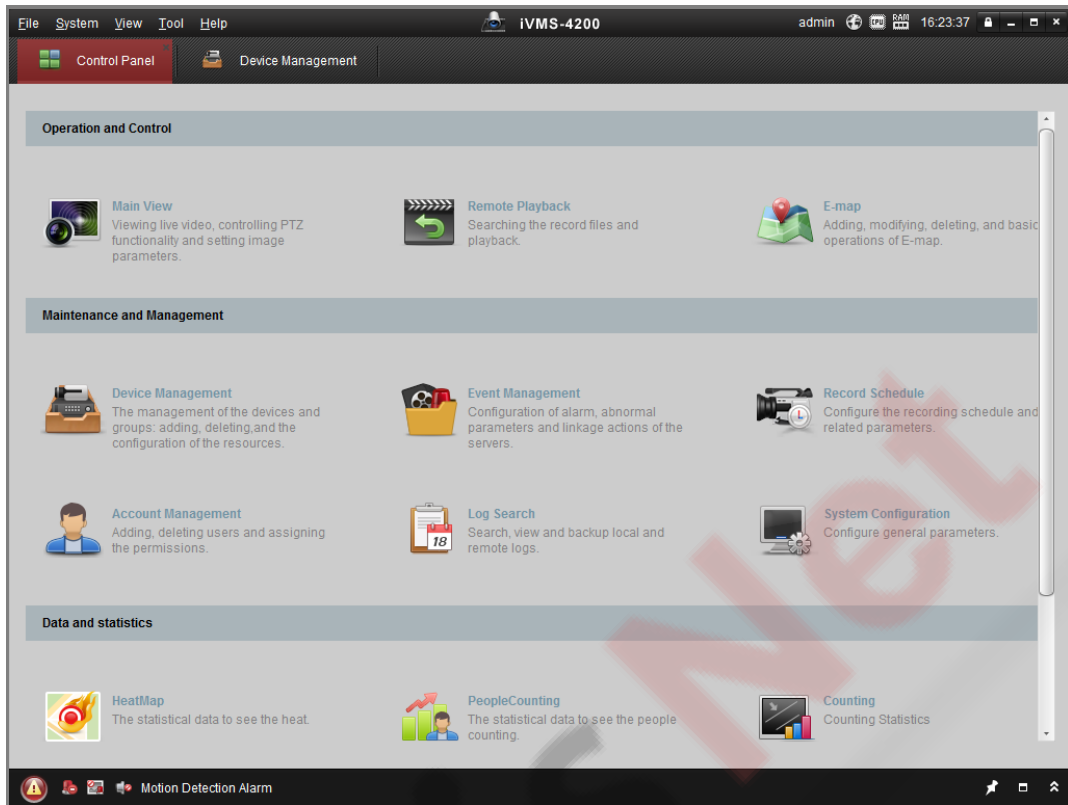 File System View Tool Help iVMS-4200 admin CPU RAM 16:23:37
Control Panel Device Management
Operation and Control
Main View
Viewing live video, controlling PTZ
functionality and setting image
parameters.
Remote Playback
Searching the record files and
playback.
E-map
Adding, modifying, deleting, and basic
operations of E-map.
Maintenance and Management
Device Management
The management of the devices and
groups: adding, deleting,and the
configuration of the resources.
Event Management
Configuration of alarm, abnormal
parameters and linkage actions of the
servers.
Record Schedule
Configure the recording schedule and
related parameters.
Account Management
Adding, deleting users and assigning
the permissions.
18
Log Search
Search, view and backup local and
remote logs.
System Configuration
Configure general parameters.
Data and statistics
HeatMap
The statistical data to see the heat.
PeopleCounting
The statistical data to see the people
counting.
Counting
Counting Statistics
Motion Detection Alarm
s Net